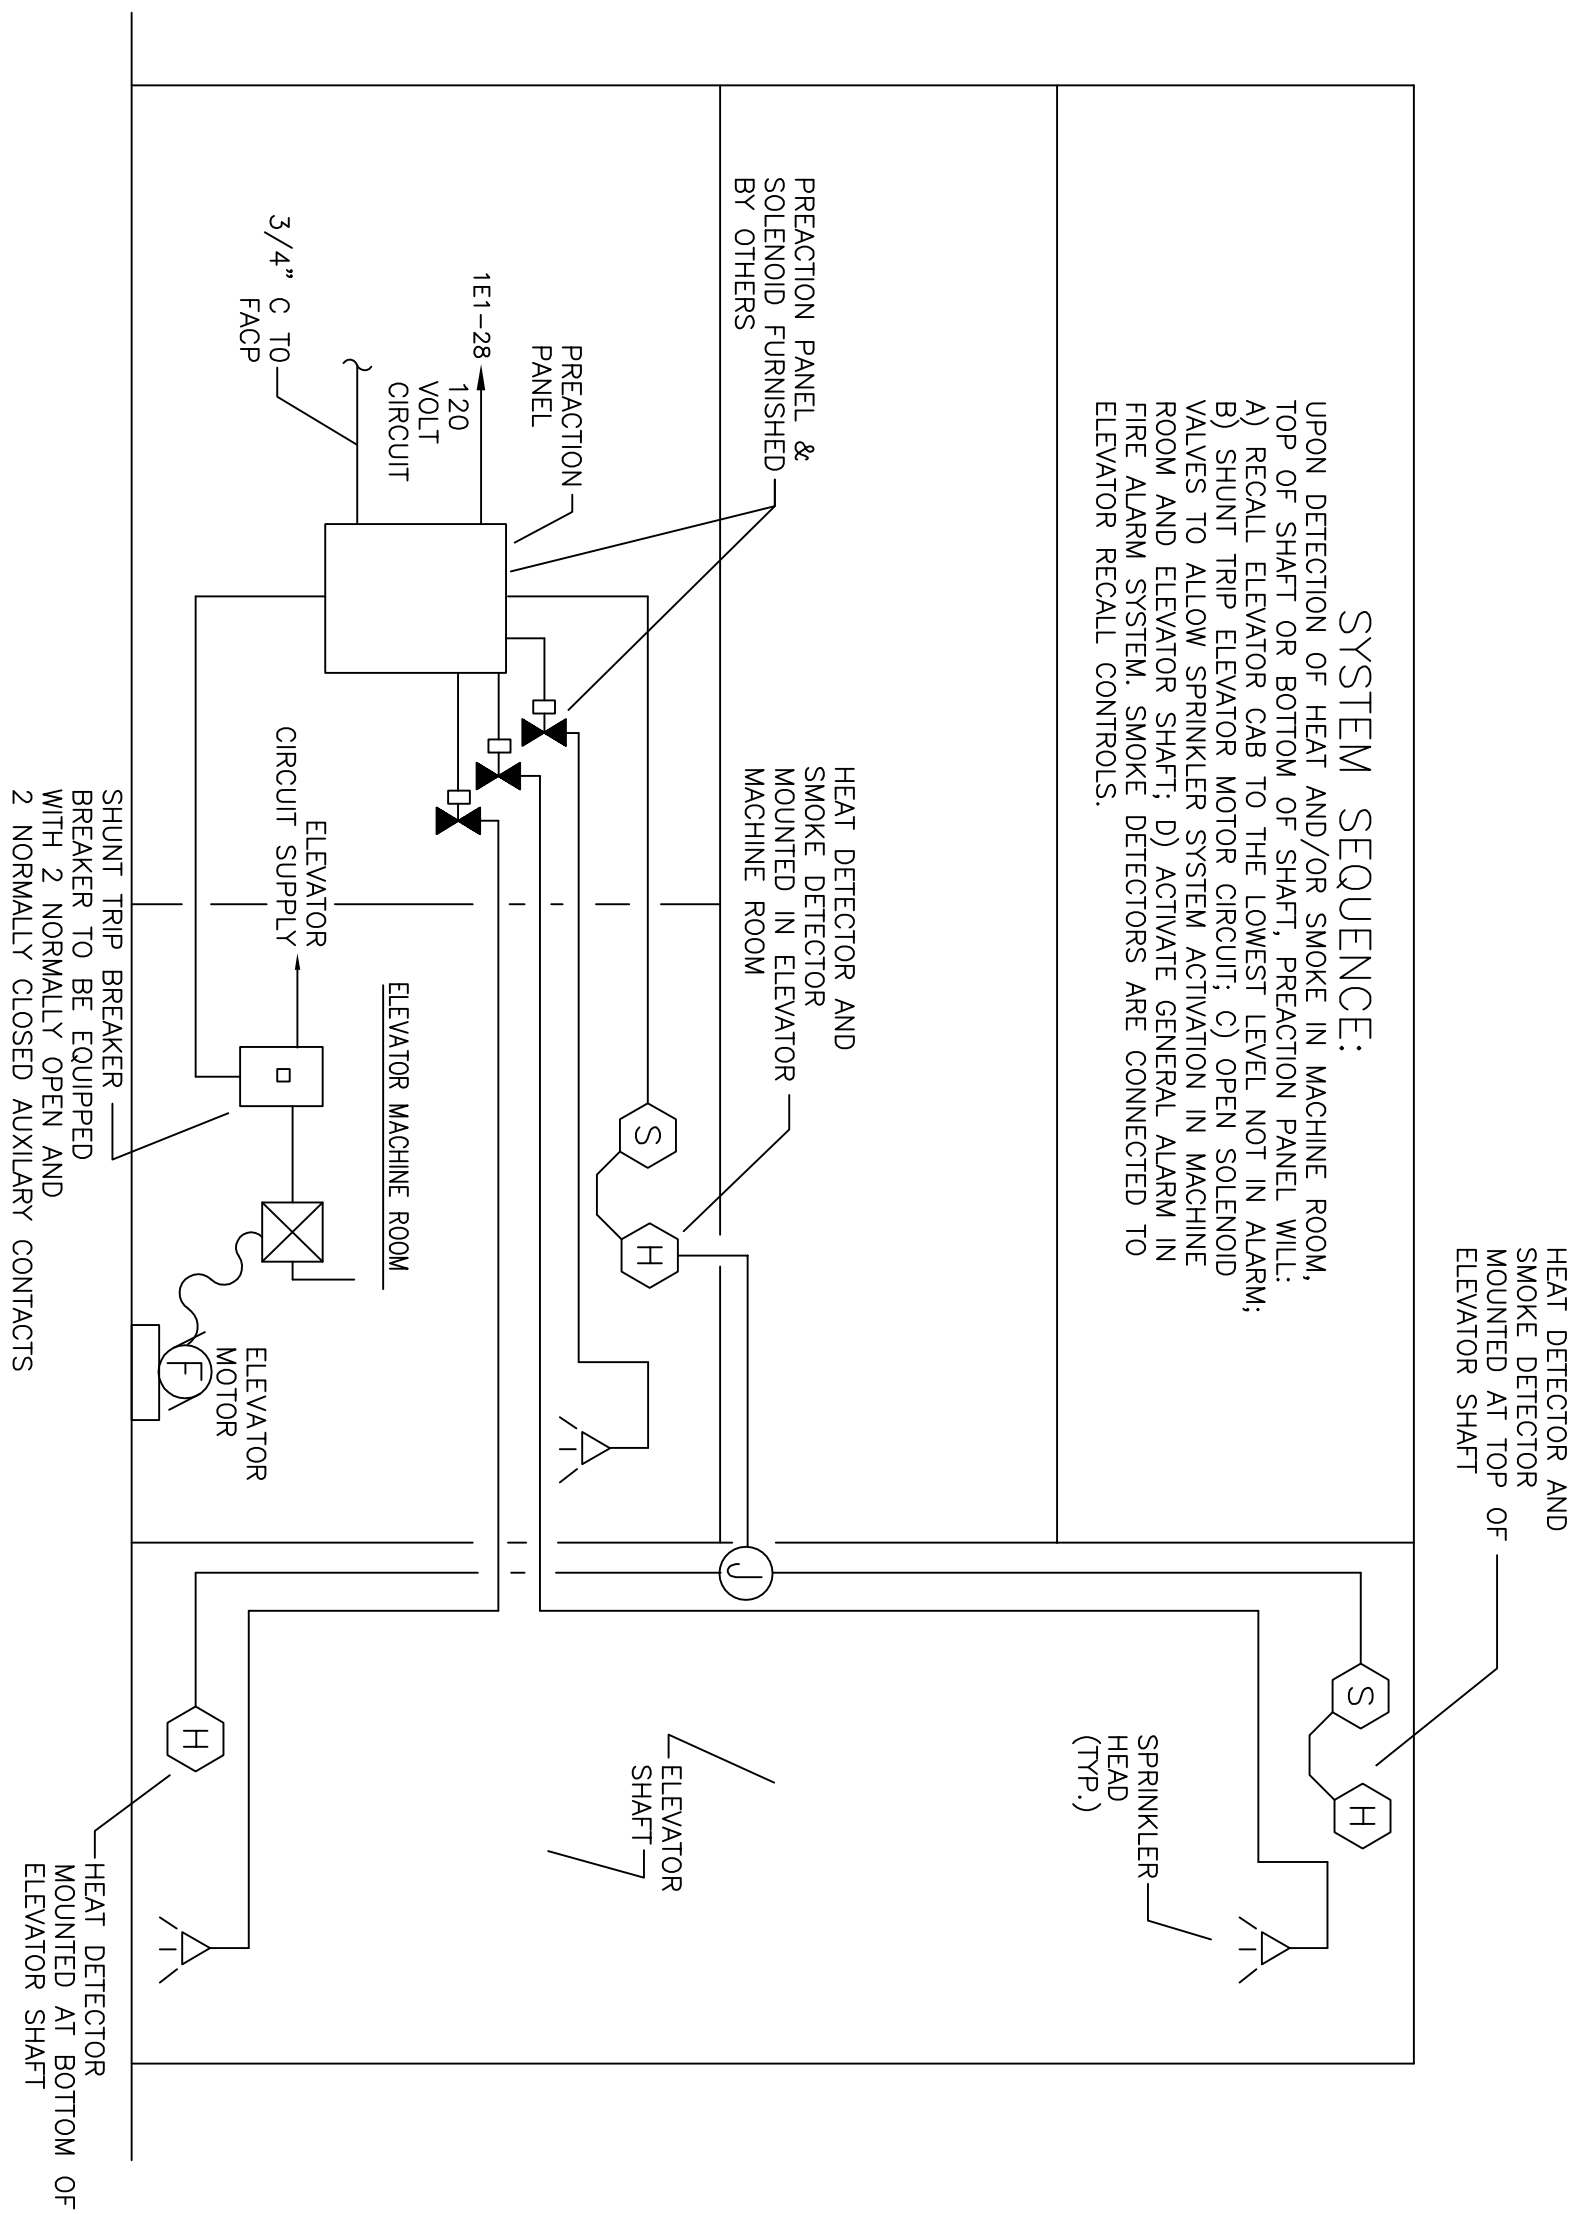 HEAT DETECTOR AND
SMOKE DETECTOR
MOUNTED AT TOP OF
ELEVATOR SHAFT
SYSTEM SEQUENCE:
UPON DETECTION OF HEAT AND/OR SMOKE IN MACHINE ROOM,
TOP OF SHAFT OR BOTTOM OF SHAFT, PREACTION PANEL WILL:
A) RECALL ELEVATOR CAB TO THE LOWEST LEVEL NOT IN ALARM;
B) SHUNT TRIP ELEVATOR MOTOR CIRCUIT; C) OPEN SOLENOID
VALVES TO ALLOW SPRINKLER SYSTEM ACTIVATION IN MACHINE
ROOM AND ELEVATOR SHAFT; D) ACTIVATE GENERAL ALARM IN
FIRE ALARM SYSTEM. SMOKE DETECTORS ARE CONNECTED TO
ELEVATOR RECALL CONTROLS.
S
H
SPRINKLER
HEAD
(TYP.)
PREACTION PANEL &
SOLENOID FURNISHED
BY OTHERS
HEAT DETECTOR AND
SMOKE DETECTOR
MOUNTED IN ELEVATOR
MACHINE ROOM
J
S
H
ELEVATOR
SHAFT
PREACTION
PANEL
1E1-28
120
VOLT
CIRCUIT
3/4" C TO
FACP
ELEVATOR MACHINE ROOM
ELEVATOR
CIRCUIT SUPPLY
ELEVATOR
MOTOR
F
H
SHUNT TRIP BREAKER
BREAKER TO BE EQUIPPED
WITH 2 NORMALLY OPEN AND
2 NORMALLY CLOSED AUXILARY CONTACTS
HEAT DETECTOR
MOUNTED AT BOTTOM OF
ELEVATOR SHAFT